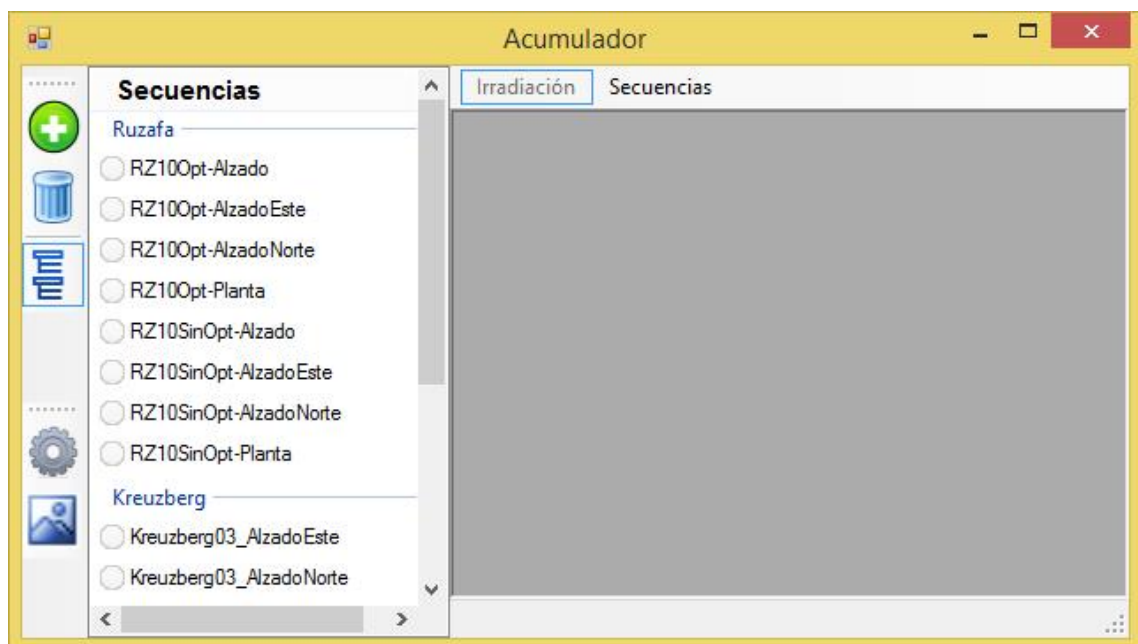 Acumulador
Secuencias
Ruzafa
RZ10Opt-Alzado
RZ10Opt-AlzadoEste
RZ10Opt-AlzadoNorte
RZ10Opt-Planta
RZ10SinOpt-Alzado
RZ10SinOpt-AlzadoEste
RZ10SinOpt-AlzadoNorte
RZ10SinOpt-Planta
Kreuzberg
Kreuzberg03_AlzadoEste
Kreuzberg03_AlzadoNorte
Irradiación Secuencias